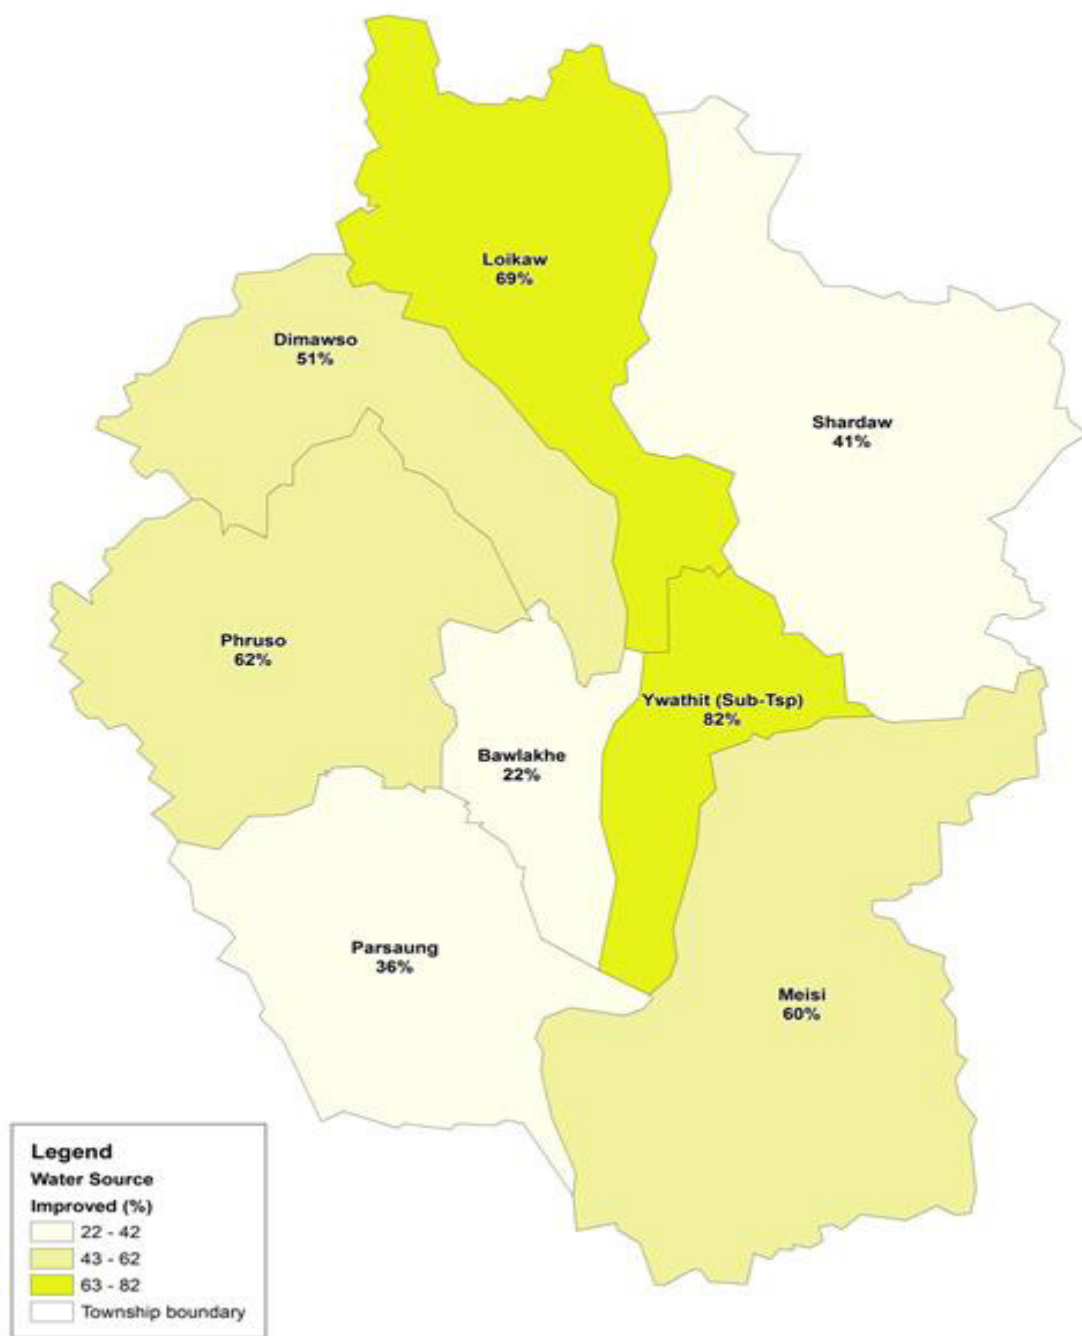 Loikaw
69%
Dimawso
51%
Shardaw
41%
Phruso
62%
Ywathit (Sub-Tsp)
82%
Bawlakhe
22%
Parsaung
36%
Meisi
60%
Legend
Water Source
Improved (%)
22 - 42
43 - 62
63 - 82
Township boundary